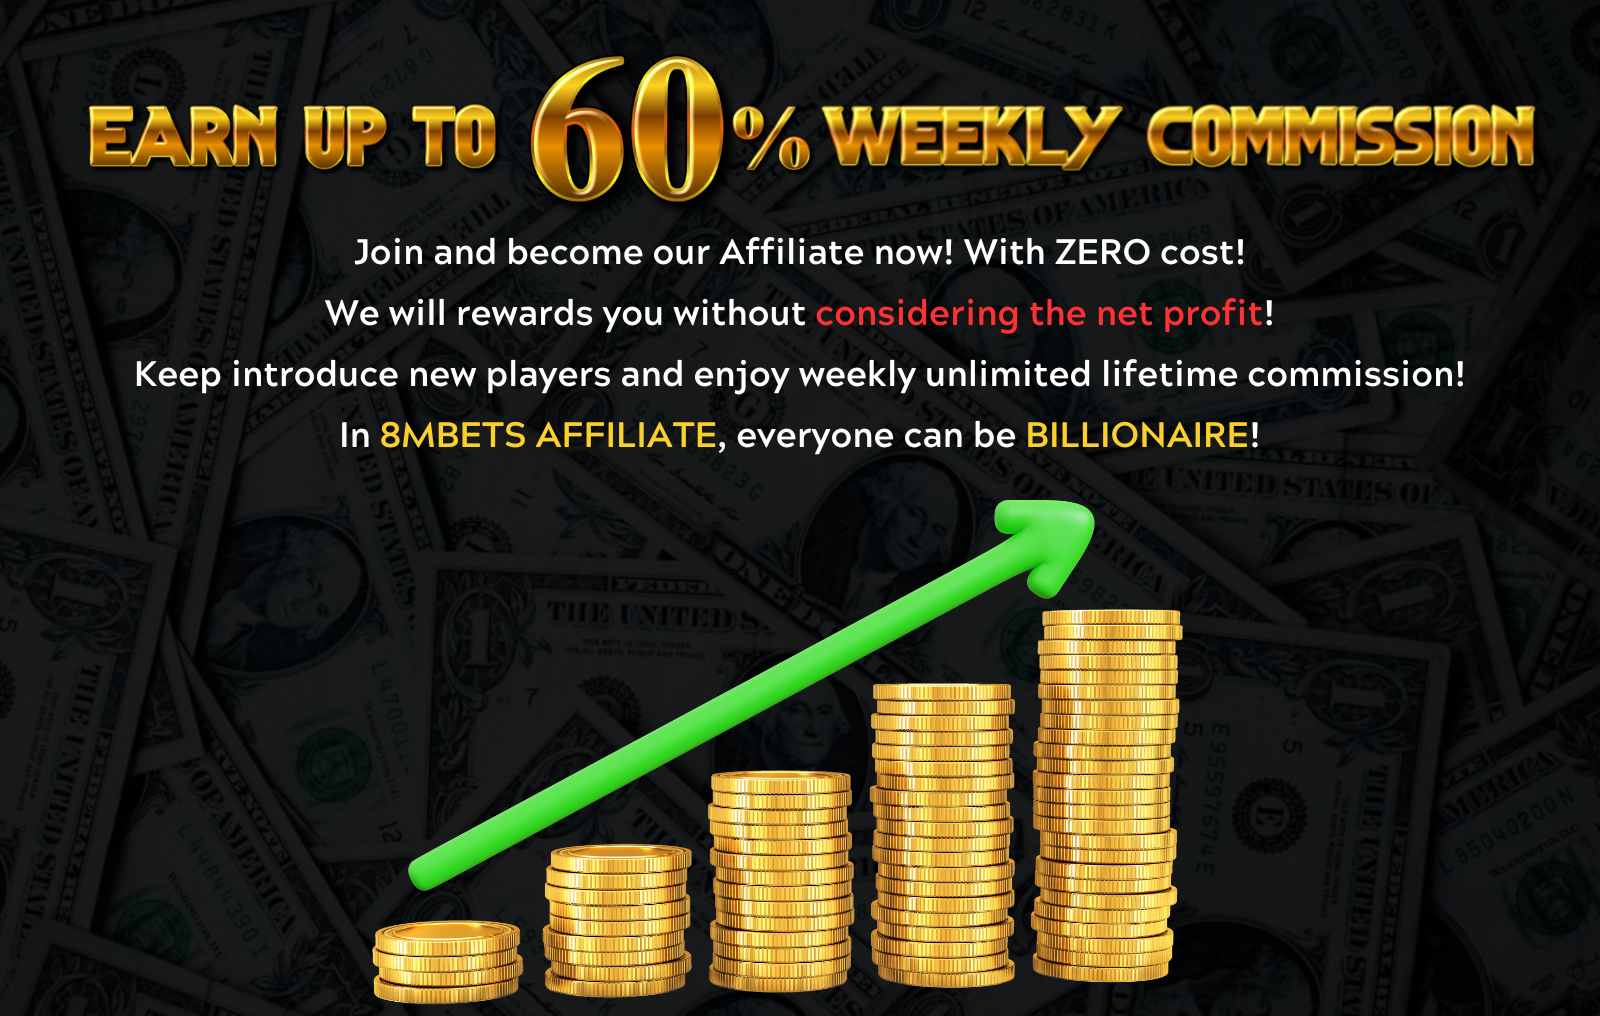 EARN UP TO 60% WEEKLY COMMISSION
Join and become our Affiliate now! With ZERO cost!
We will rewards you without considering the net profit!
Keep introduce new players and enjoy weekly unlimited lifetime commission!
In 8MBETS AFFILIATE, everyone can be BILLIONAIRE!